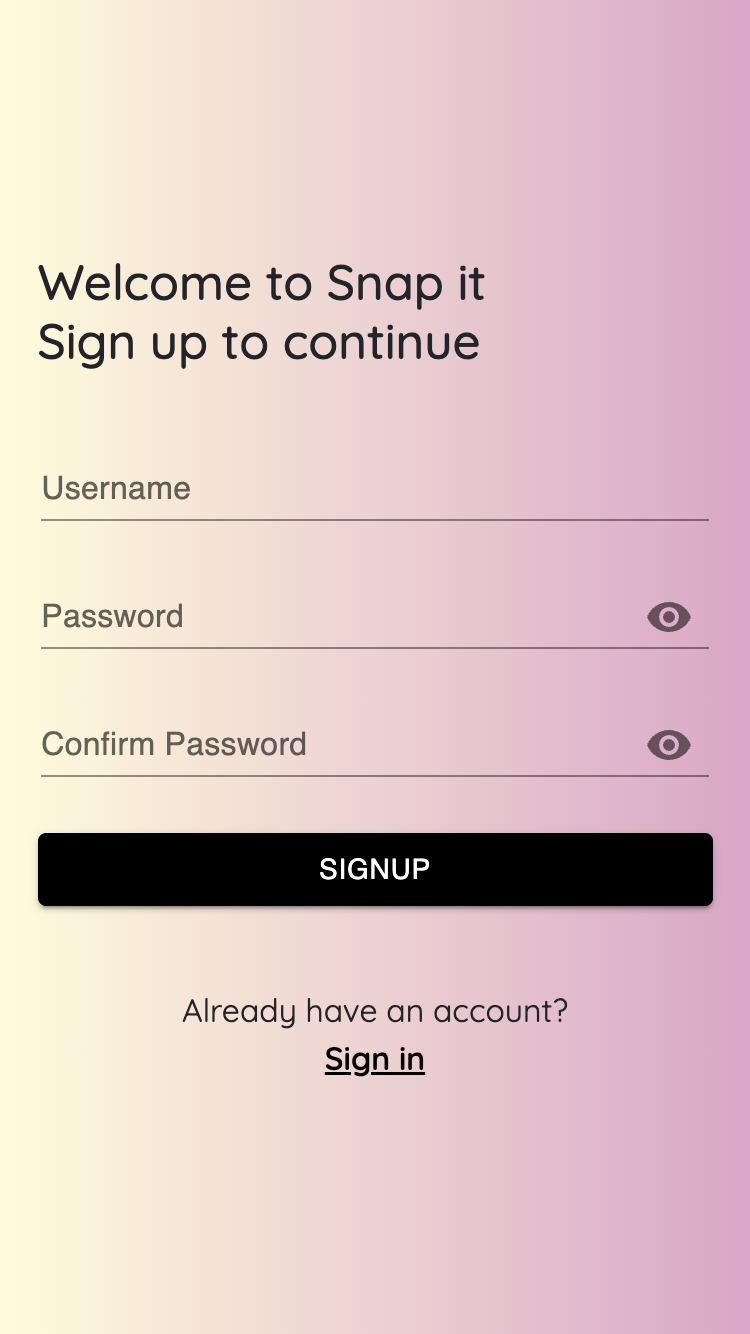 Welcome to Snap it
Sign up to continue
Username
Password
Confirm Password
SIGNUP
Already have an account?
Sign in